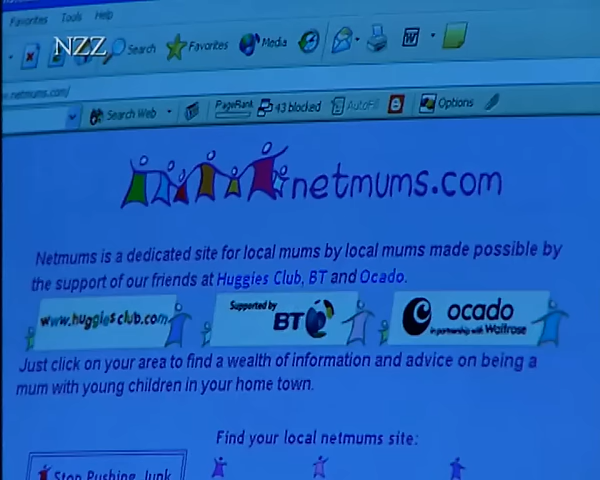 Favorites Tools Help
NZZ
Search Favorites Media
.netmums.com/
Search Web PageRank 43 blocked AutoFill Options
netmums.com
Netmums is a dedicated site for local mums by local mums made possible by
the support of our friends at Huggies Club, BT and Ocado.
www.huggiesclub.com
Supported by
BT
ocado
in partnership with Waitrose
Just click on your area to find a wealth of information and advice on being a
mum with young children in your home town.
Find your local netmums site:
Stop Pushing Junk